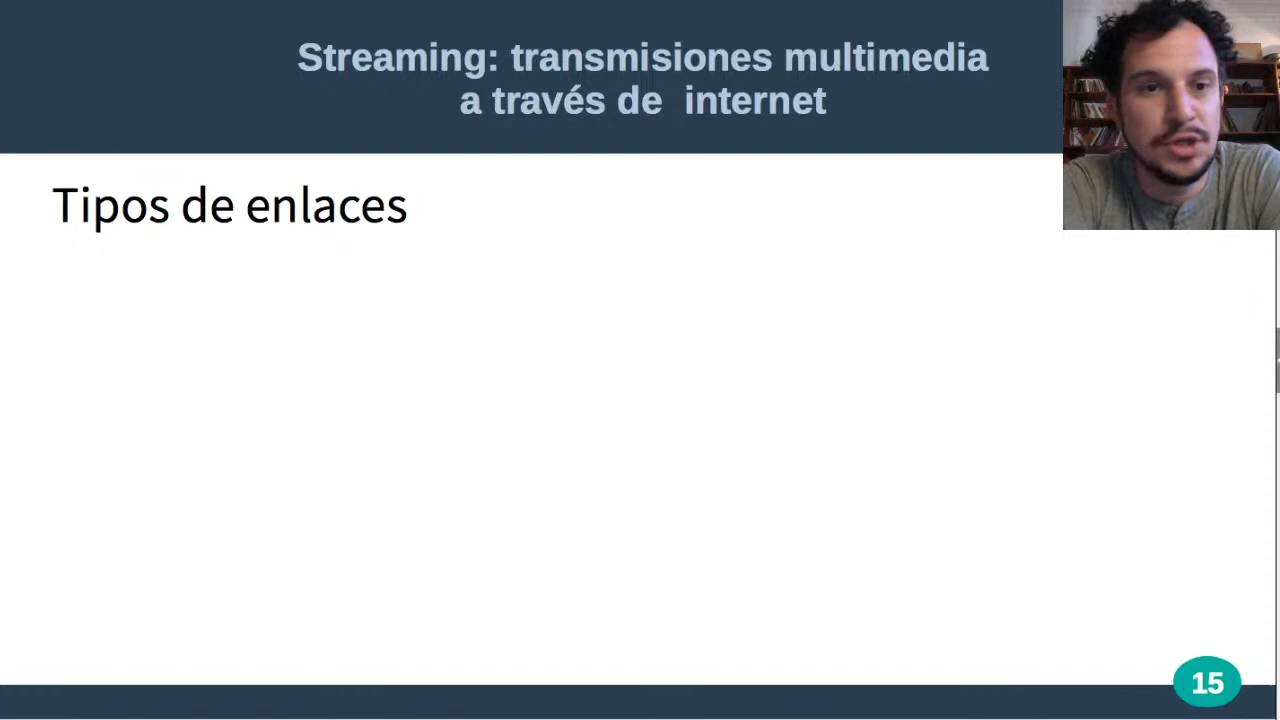 Streaming: transmisiones multimedia
a través de  internet
Tipos de enlaces
15